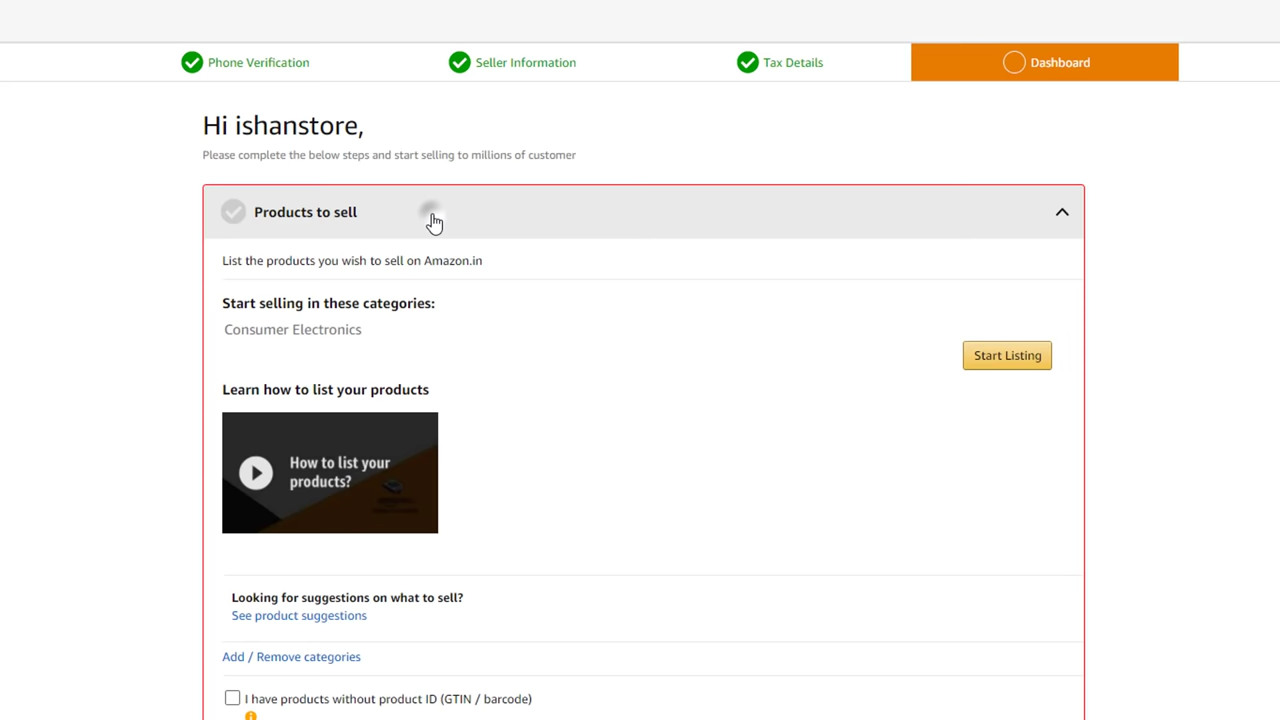 Phone Verification
Seller Information
Tax Details
Dashboard
Hi ishanstore,
Please complete the below steps and start selling to millions of customer
Products to sell
List the products you wish to sell on Amazon.in
Start selling in these categories:
Consumer Electronics
Start Listing
Learn how to list your products
How to list your
products?
Looking for suggestions on what to sell?
See product suggestions
Add / Remove categories
I have products without product ID (GTIN / barcode)